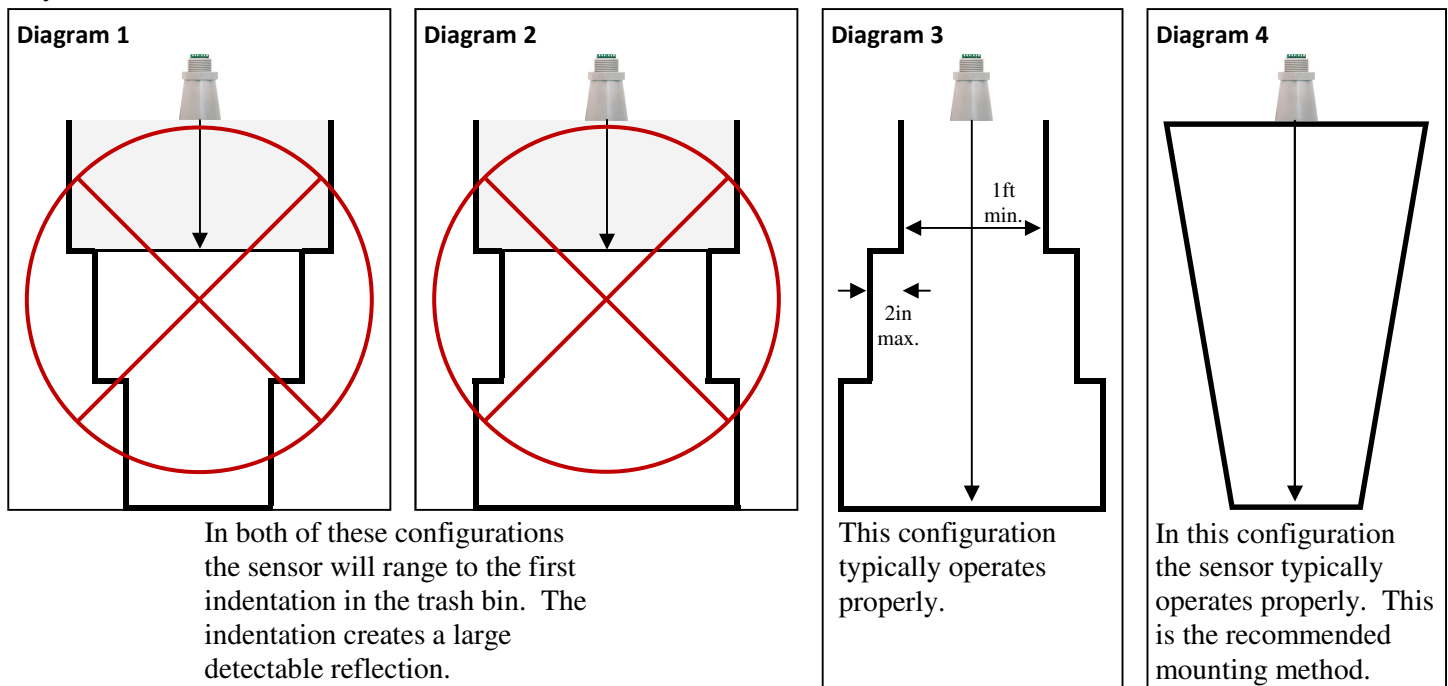 Diagram 1
Diagram 2
Diagram 3
Diagram 4
1ft
min.
2in
max.
In both of these configurations
the sensor will range to the first
indentation in the trash bin.  The
indentation creates a large
detectable reflection.
This configuration
typically operates
properly.
In this configuration
the sensor typically
operates properly.  This
is the recommended
mounting method.